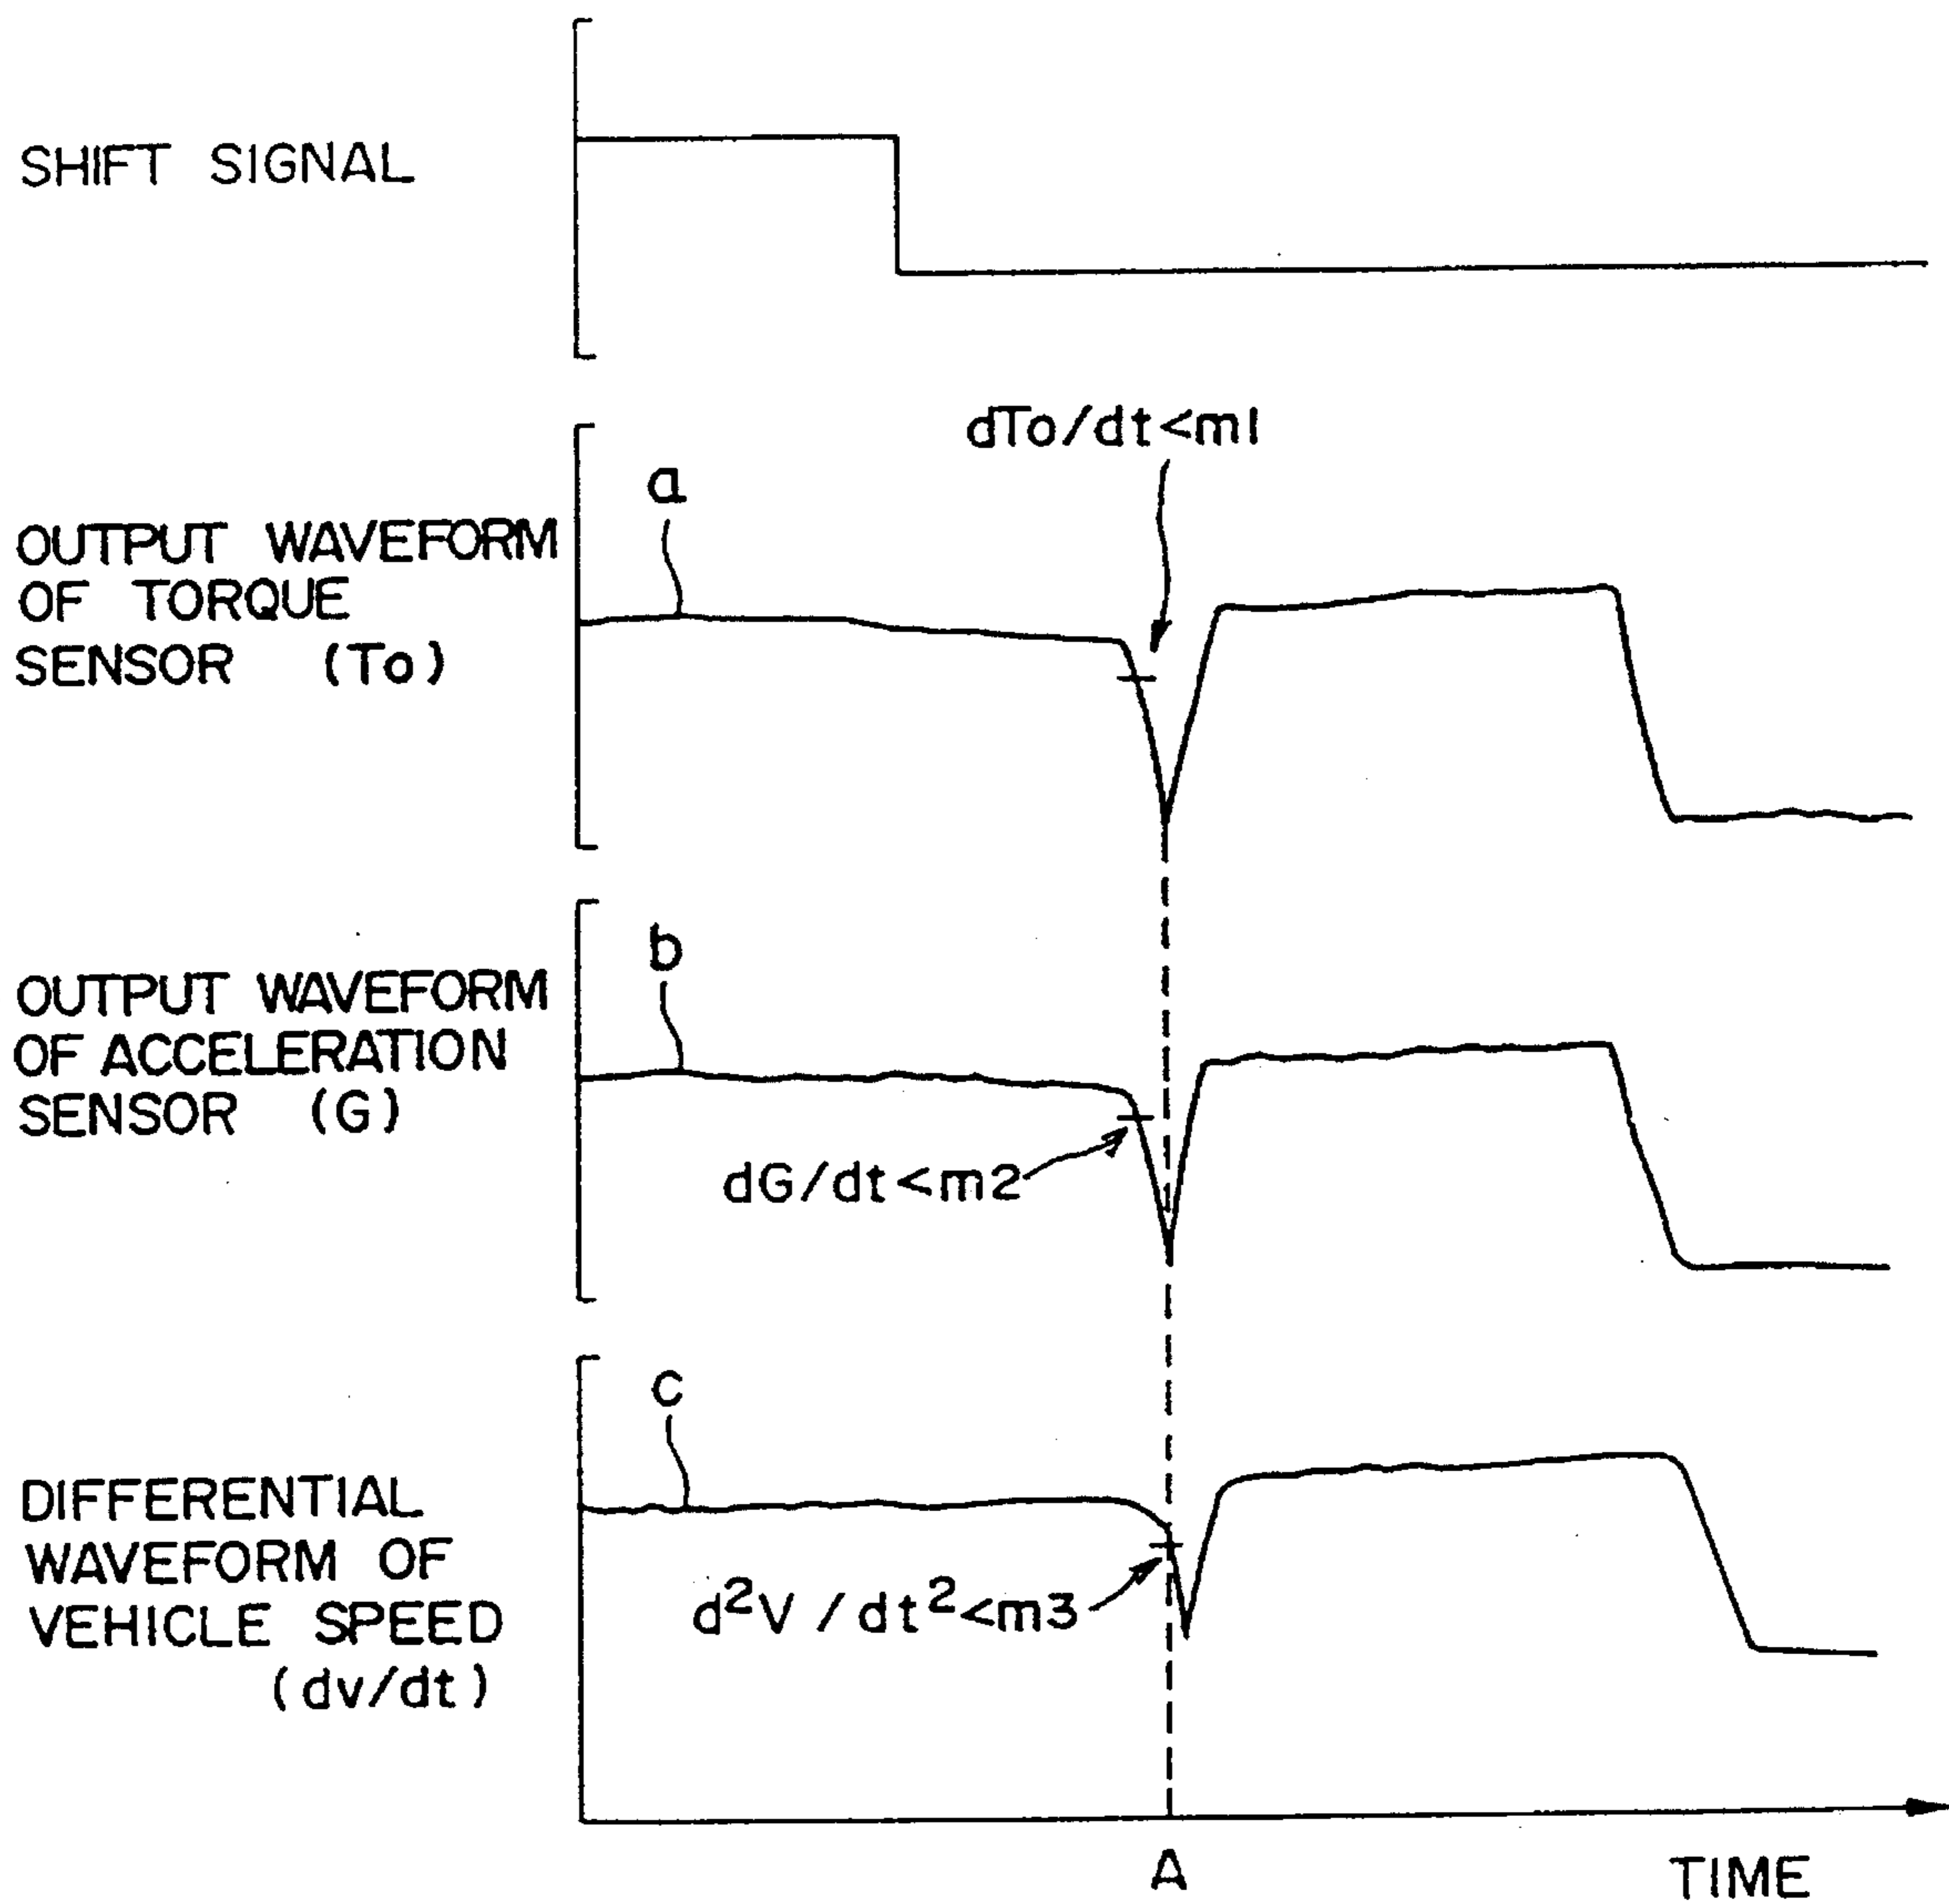 SHIFT SIGNAL
dTo/dt<m1
a
OUTPUT WAVEFORM
OF TORQUE
SENSOR (To)
b
OUTPUT WAVEFORM
OF ACCELERATION
SENSOR (G)
dG/dt<m2
c
DIFFERENTIAL
WAVEFORM OF
VEHICLE SPEED
(dv/dt)
d²V/dt²<m3
A
TIME